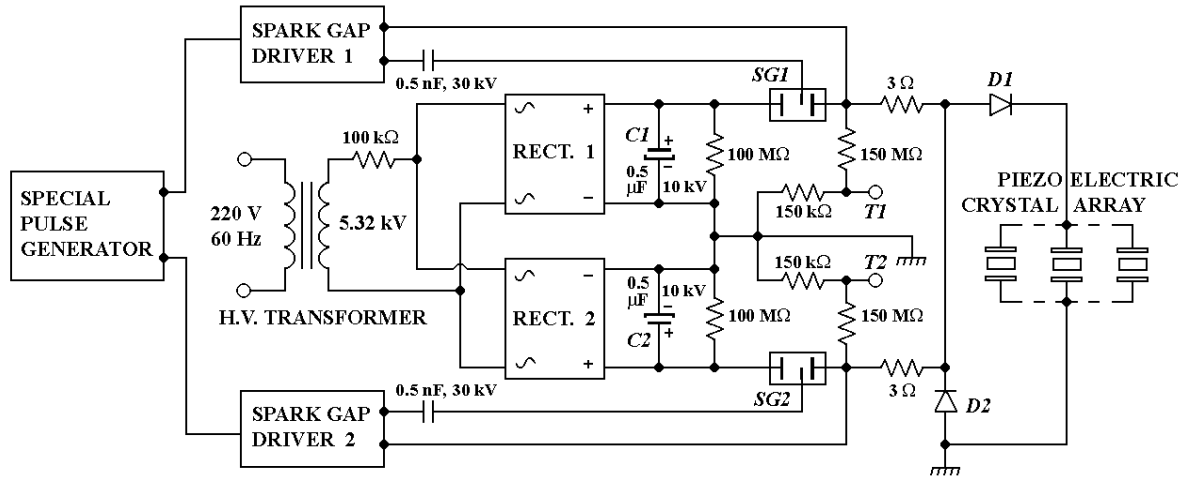 SPARK GAP
DRIVER 1
0.5 nF, 30 kV
SG1
3 Ω
D1
100 kΩ
RECT. 1
+
−
C1
+
−
0.5
μF
10 kV
100 MΩ
150 MΩ
150 kΩ
T1
SPECIAL
PULSE
GENERATOR
220 V
60 Hz
5.32 kV
H.V. TRANSFORMER
PIEZO ELECTRIC
CRYSTAL ARRAY
RECT. 2
−
+
0.5
μF
10 kV
−
+
C2
100 MΩ
150 kΩ
T2
150 MΩ
SG2
3 Ω
D2
0.5 nF, 30 kV
SPARK GAP
DRIVER 2